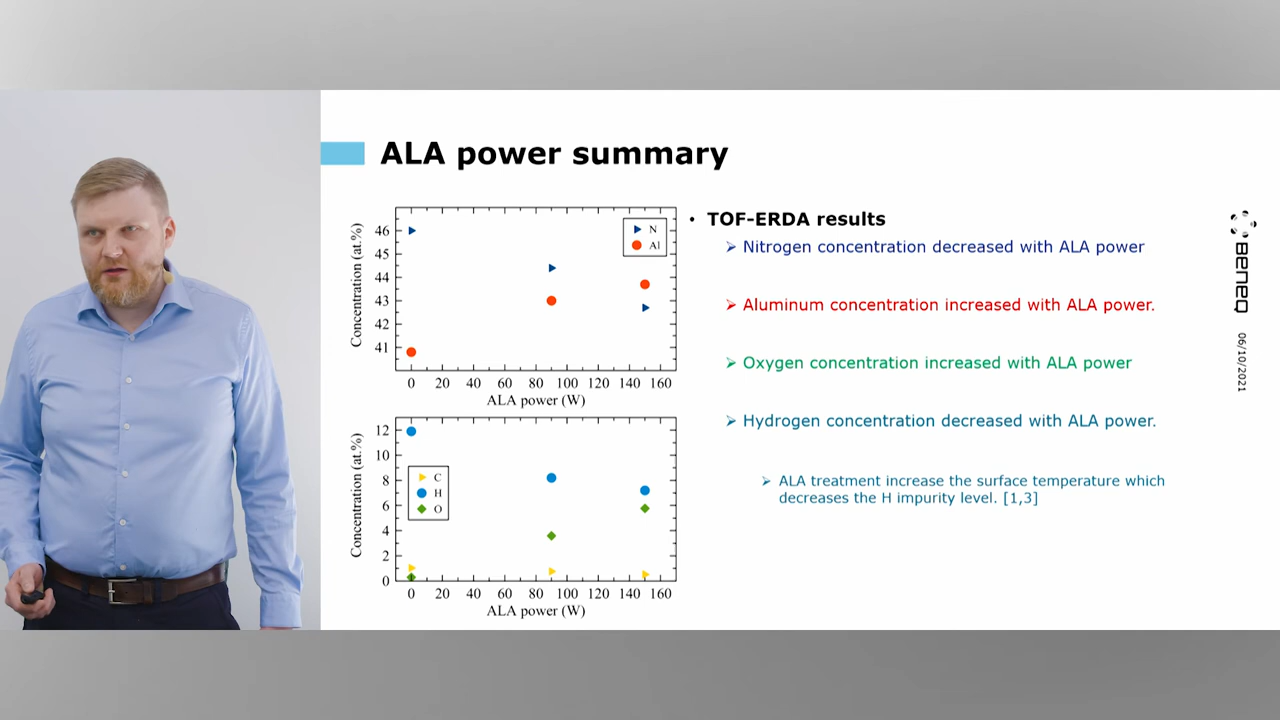 ALA power summary
Concentration (at.%)
46
45
44
43
42
41
N
Al
0 20 40 60 80 100 120 140 160
ALA power (W)
Concentration (at.%)
12
10
8
6
4
2
0
C
H
O
0 20 40 60 80 100 120 140 160
ALA power (W)
• TOF-ERDA results
➢ Nitrogen concentration decreased with ALA power
➢ Aluminum concentration increased with ALA power.
➢ Oxygen concentration increased with ALA power
➢ Hydrogen concentration decreased with ALA power.
➢ ALA treatment increase the surface temperature which
decreases the H impurity level. [1,3]
BENEQ
06/10/2021